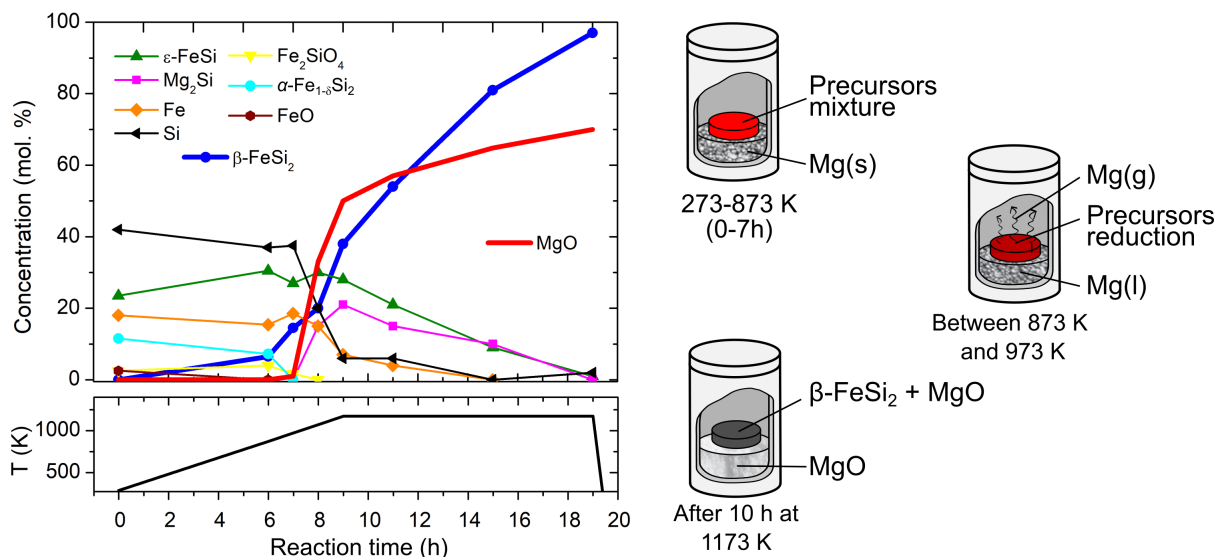 100
80
60
40
20
0
Concentration (mol. %)
ε-FeSi
Mg₂Si
Fe
Si
Fe₂SiO₄
α-Fe₁₋δSi₂
FeO
β-FeSi₂
MgO
1000
500
T (K)
0 2 4 6 8 10 12 14 16 18 20
Reaction time (h)
Precursors
mixture
Mg(s)
273-873 K
(0-7h)
Mg(g)
Precursors
reduction
Mg(l)
Between 873 K
and 973 K
β-FeSi₂ + MgO
MgO
After 10 h at
1173 K